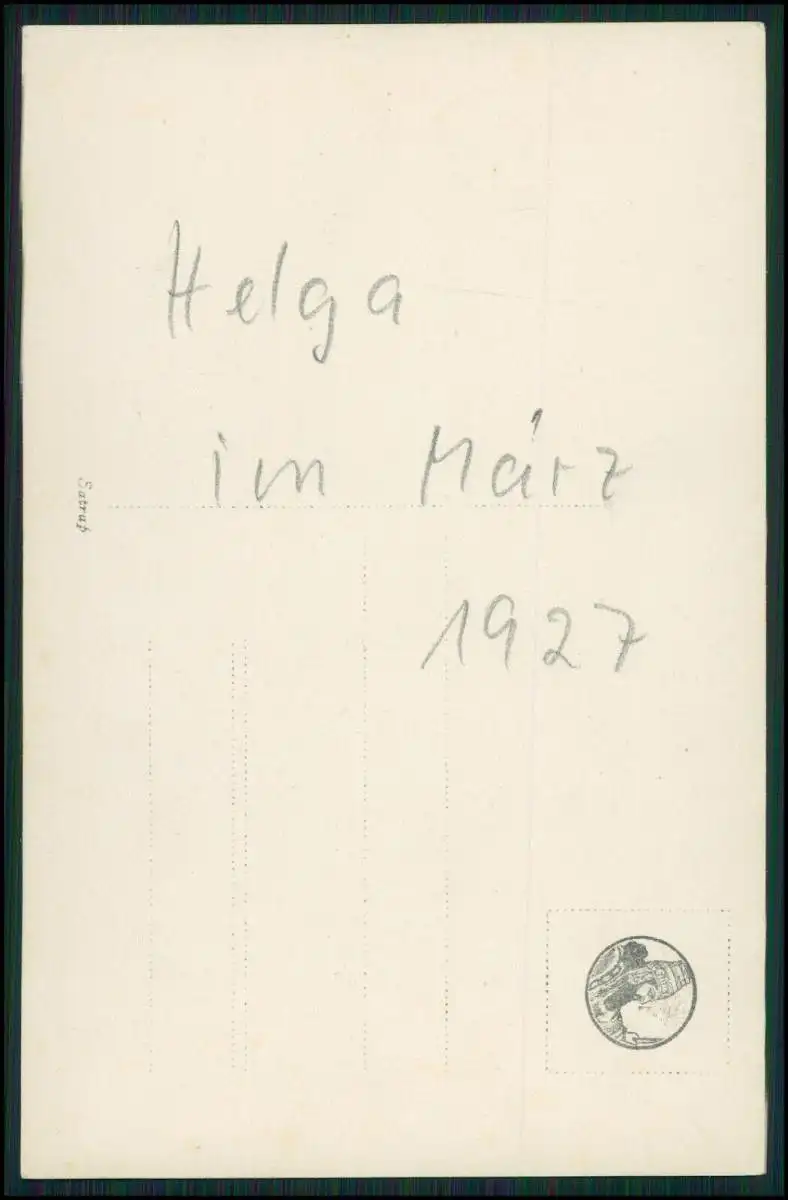 Helga
im März
1927
Satrap